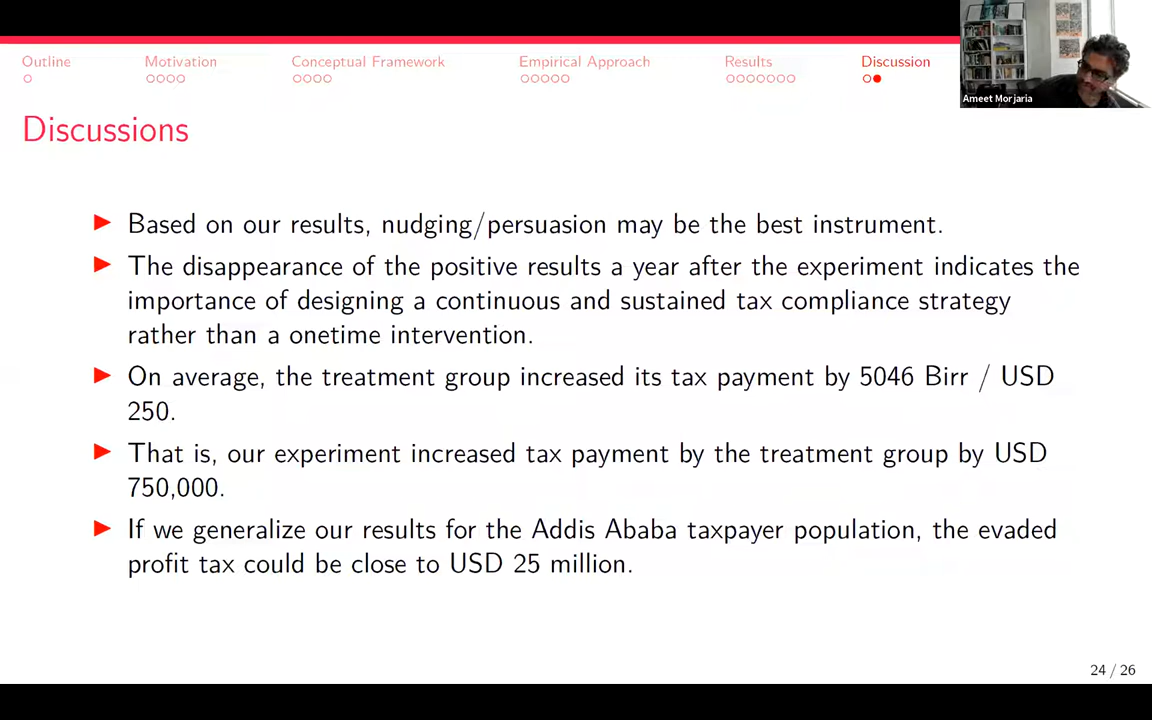 Outline
Motivation
Conceptual Framework
Empirical Approach
Results
Discussion
Ameet Morjaria
Discussions
Based on our results, nudging/persuasion may be the best instrument.
The disappearance of the positive results a year after the experiment indicates the
importance of designing a continuous and sustained tax compliance strategy
rather than a onetime intervention.
On average, the treatment group increased its tax payment by 5046 Birr / USD
250.
That is, our experiment increased tax payment by the treatment group by USD
750,000.
If we generalize our results for the Addis Ababa taxpayer population, the evaded
profit tax could be close to USD 25 million.
24 / 26